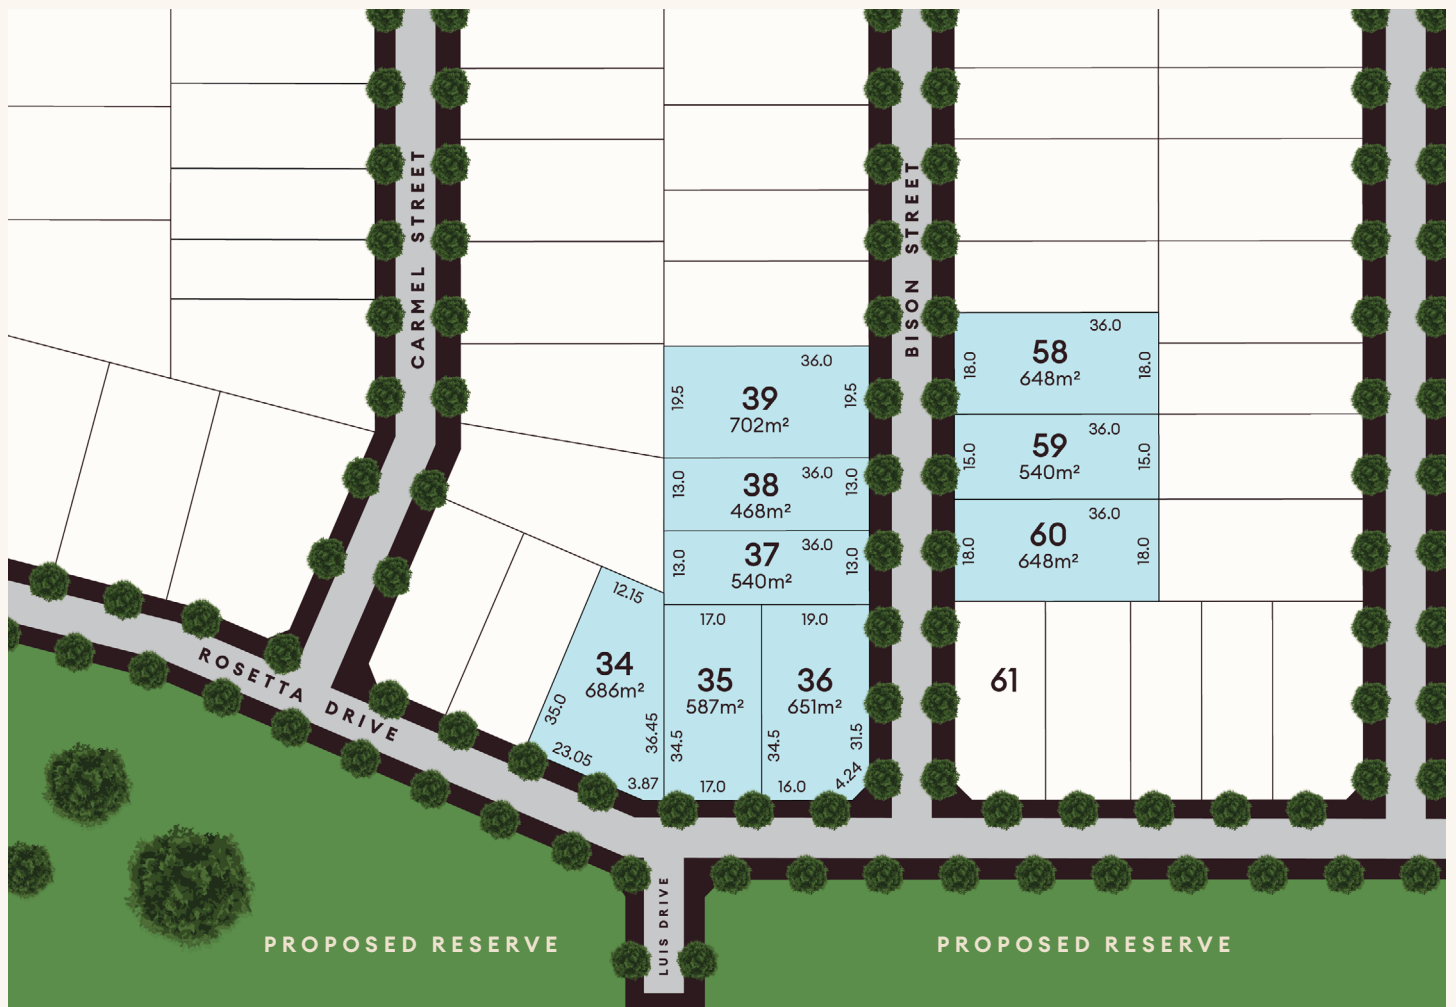 CARMEL STREET
BISON STREET
36.0
19.5
39
702m²
19.5
36.0
13.0
38
468m²
13.0
36.0
13.0
37
540m²
13.0
36.0
18.0
58
648m²
18.0
36.0
15.0
59
540m²
15.0
36.0
18.0
60
648m²
18.0
12.15
34
686m²
35.0
36.45
23.05
3.87
17.0
35
587m²
34.5
17.0
19.0
36
651m²
34.5
31.5
16.0
4.24
61
ROSETTA DRIVE
LUIS DRIVE
PROPOSED RESERVE
PROPOSED RESERVE